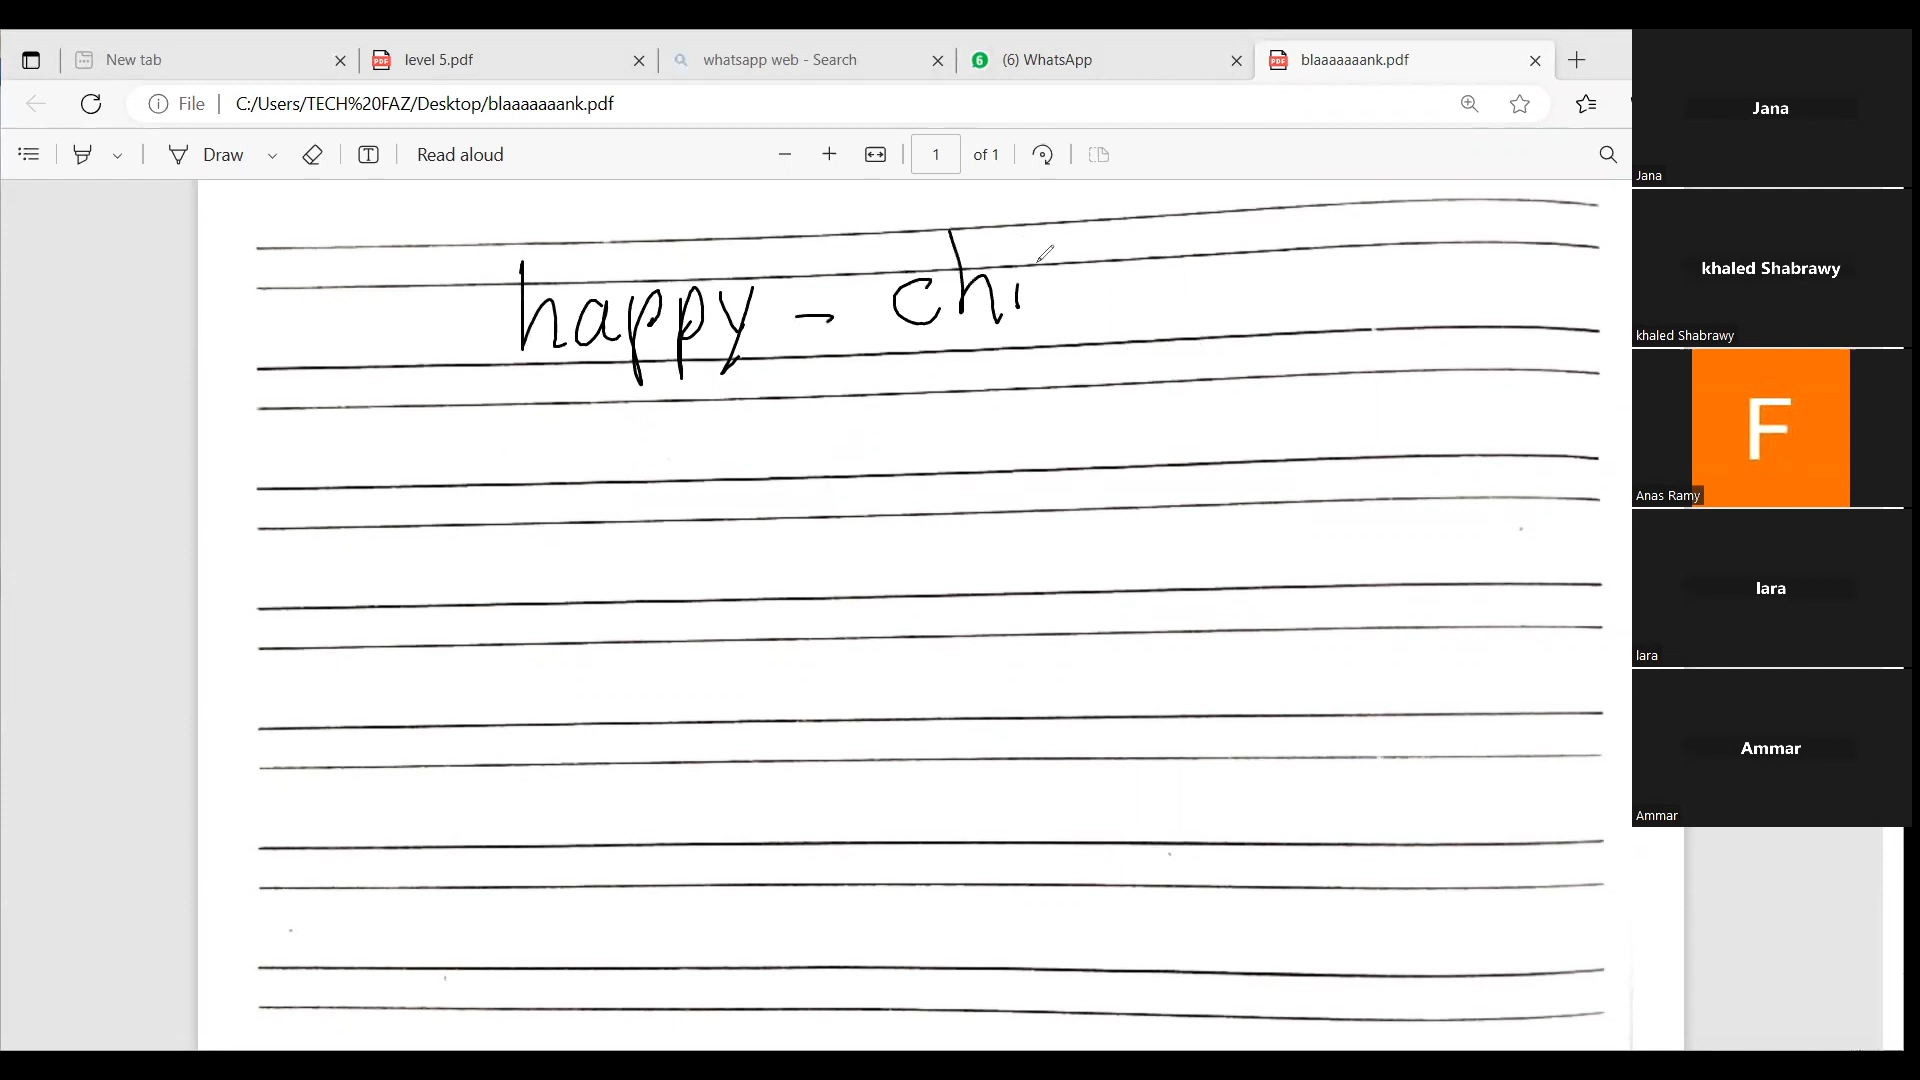 New tab
level 5.pdf
whatsapp web - Search
6 (6) WhatsApp
blaaaaaaank.pdf
File C:/Users/TECH%20FAZ/Desktop/blaaaaaaank.pdf
Draw Read aloud 1 of 1
happy - chi
Jana
Jana
khaled Shabrawy
khaled Shabrawy
F
Anas Ramy
lara
lara
Ammar
Ammar